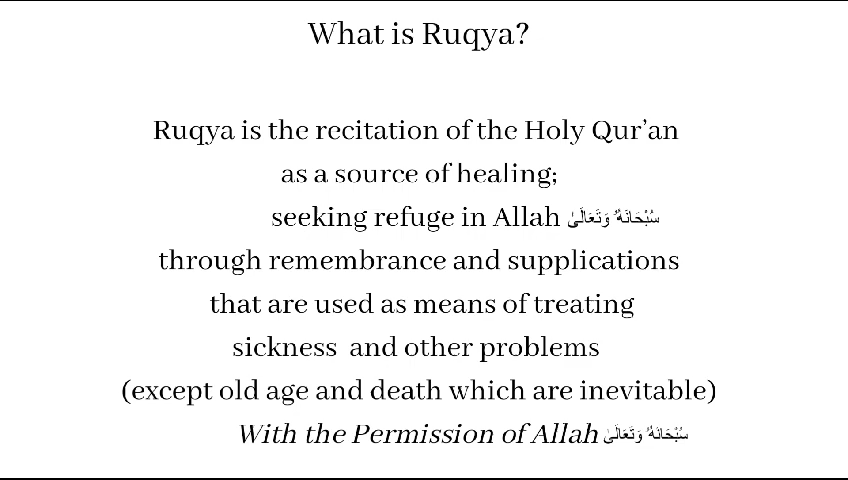 What is Ruqya?
Ruqya is the recitation of the Holy Qur’an
as a source of healing;
seeking refuge in Allah سُبْحَانَهُ وَتَعَالَىٰ
through remembrance and supplications
that are used as means of treating
sickness and other problems
(except old age and death which are inevitable)
With the Permission of Allah سُبْحَانَهُ وَتَعَالَىٰ